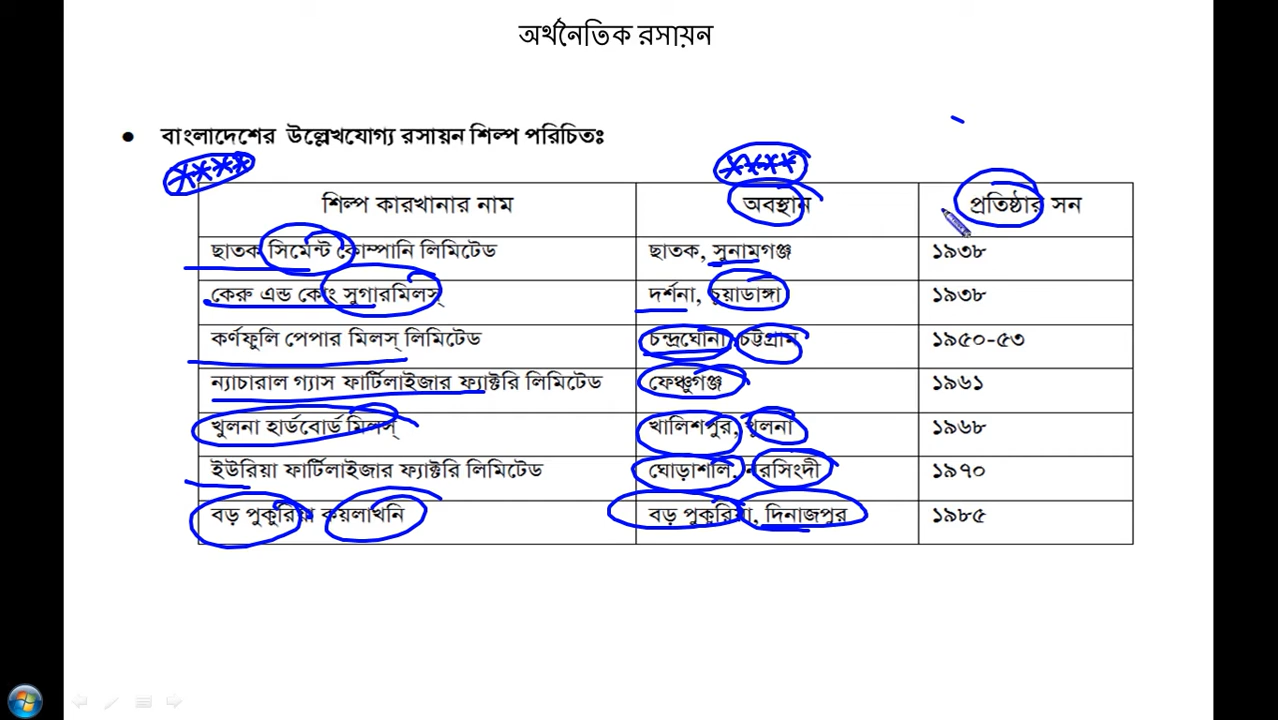 অর্থনৈতিক রসায়ন
● বাংলাদেশের উল্লেখযোগ্য রসায়ন শিল্প পরিচিতঃ
**** ****
শিল্প কারখানার নাম অবস্থান প্রতিষ্ঠার সন
ছাতক সিমেন্ট কোম্পানি লিমিটেড ছাতক, সুনামগঞ্জ ১৯৩৮
কেরু এন্ড কোং সুগারমিলস্ দর্শনা, চুয়াডাঙ্গা ১৯৩৮
কর্ণফুলি পেপার মিলস্ লিমিটেড চন্দ্রঘোনা, চট্টগ্রাম ১৯৫০-৫৩
ন্যাচারাল গ্যাস ফার্টিলাইজার ফ্যাক্টরি লিমিটেড ফেঞ্চুগঞ্জ ১৯৬১
খুলনা হার্ডবোর্ড মিলস্ খালিশপুর, খুলনা ১৯৬৮
ইউরিয়া ফার্টিলাইজার ফ্যাক্টরি লিমিটেড ঘোড়াশাল, নরসিংদী ১৯৭০
বড় পুকুরিয়া কয়লাখনি বড় পুকুরিয়া, দিনাজপুর ১৯৮৫